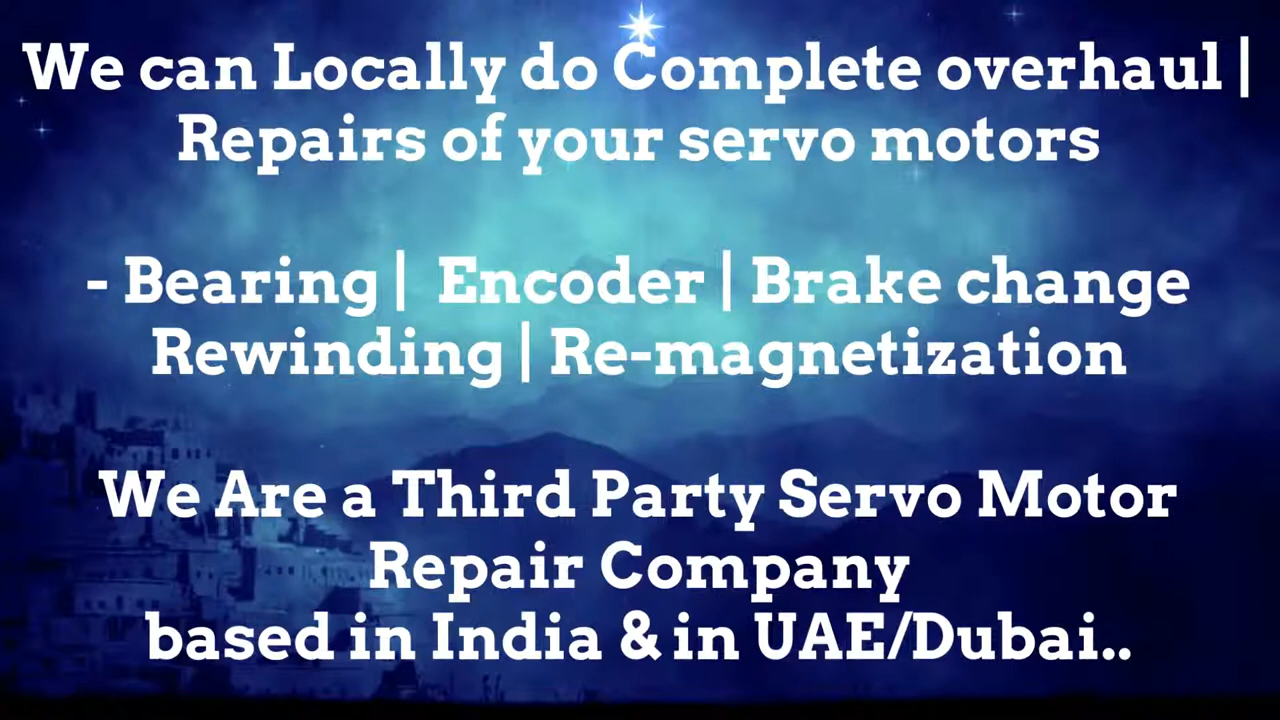 We can Locally do Complete overhaul |
Repairs of your servo motors
- Bearing | Encoder | Brake change
Rewinding | Re-magnetization
We Are a Third Party Servo Motor
Repair Company
based in India & in UAE/Dubai..